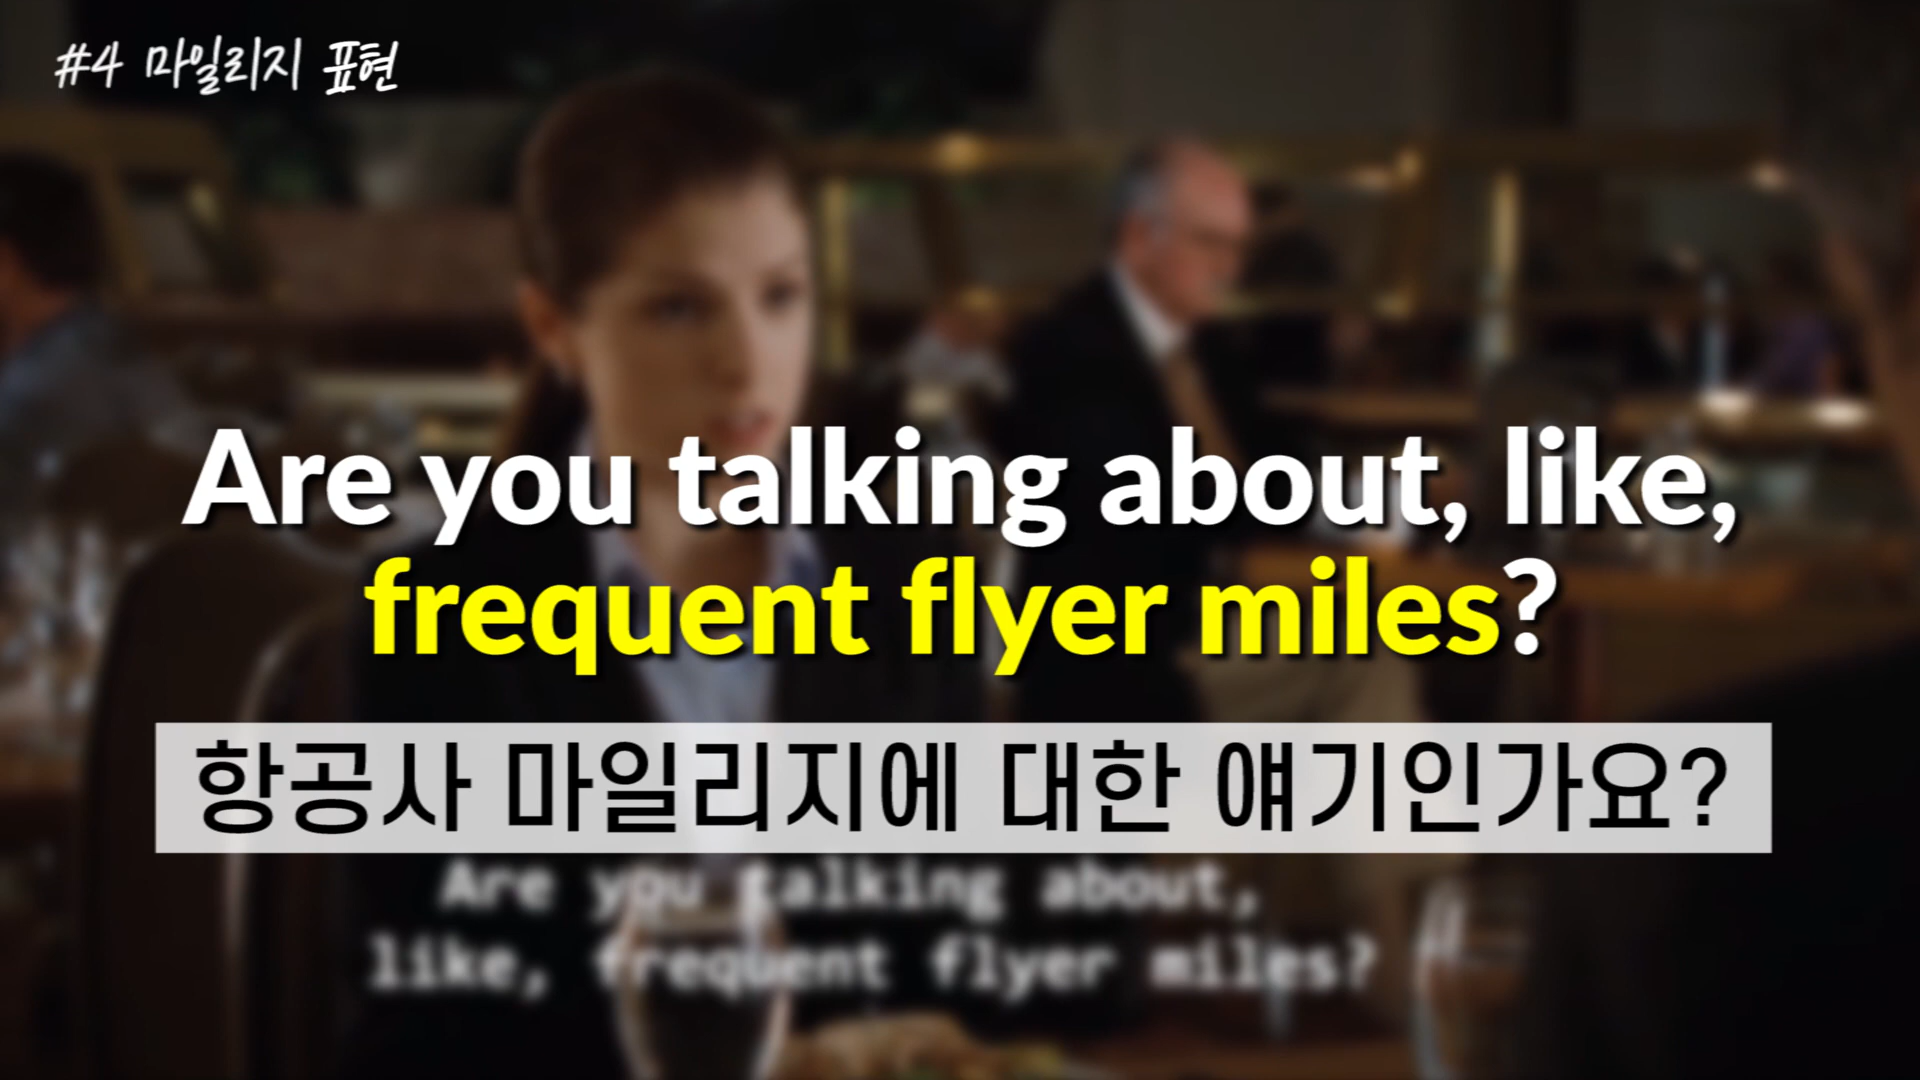 #4 마일리지 표현
Are you talking about, like,
frequent flyer miles?
항공사 마일리지에 대한 얘기인가요?
Are you talking about,
like, frequent flyer miles?